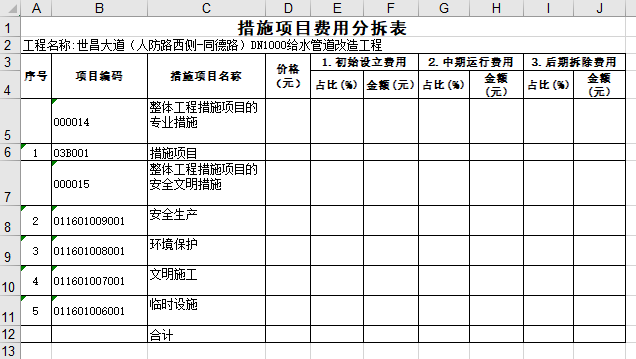 A B C D E F G H I J
1 措施项目费用分拆表
2 工程名称:世昌大道（人防路西侧-同德路）DN1000给水管道改造工程
3 序号 项目编码 措施项目名称 价格（元） 1.初始设立费用 2.中期运行费用 3.后期拆除费用
4 占比(%) 金额(元) 占比(%) 金额（元） 占比(%) 金额（元）
5 000014 整体工程措施项目的专业措施
6 1 03B001 措施项目
7 000015 整体工程措施项目的安全文明措施
8 2 011601009001 安全生产
9 3 011601008001 环境保护
10 4 011601007001 文明施工
11 5 011601006001 临时设施
12 合计
13